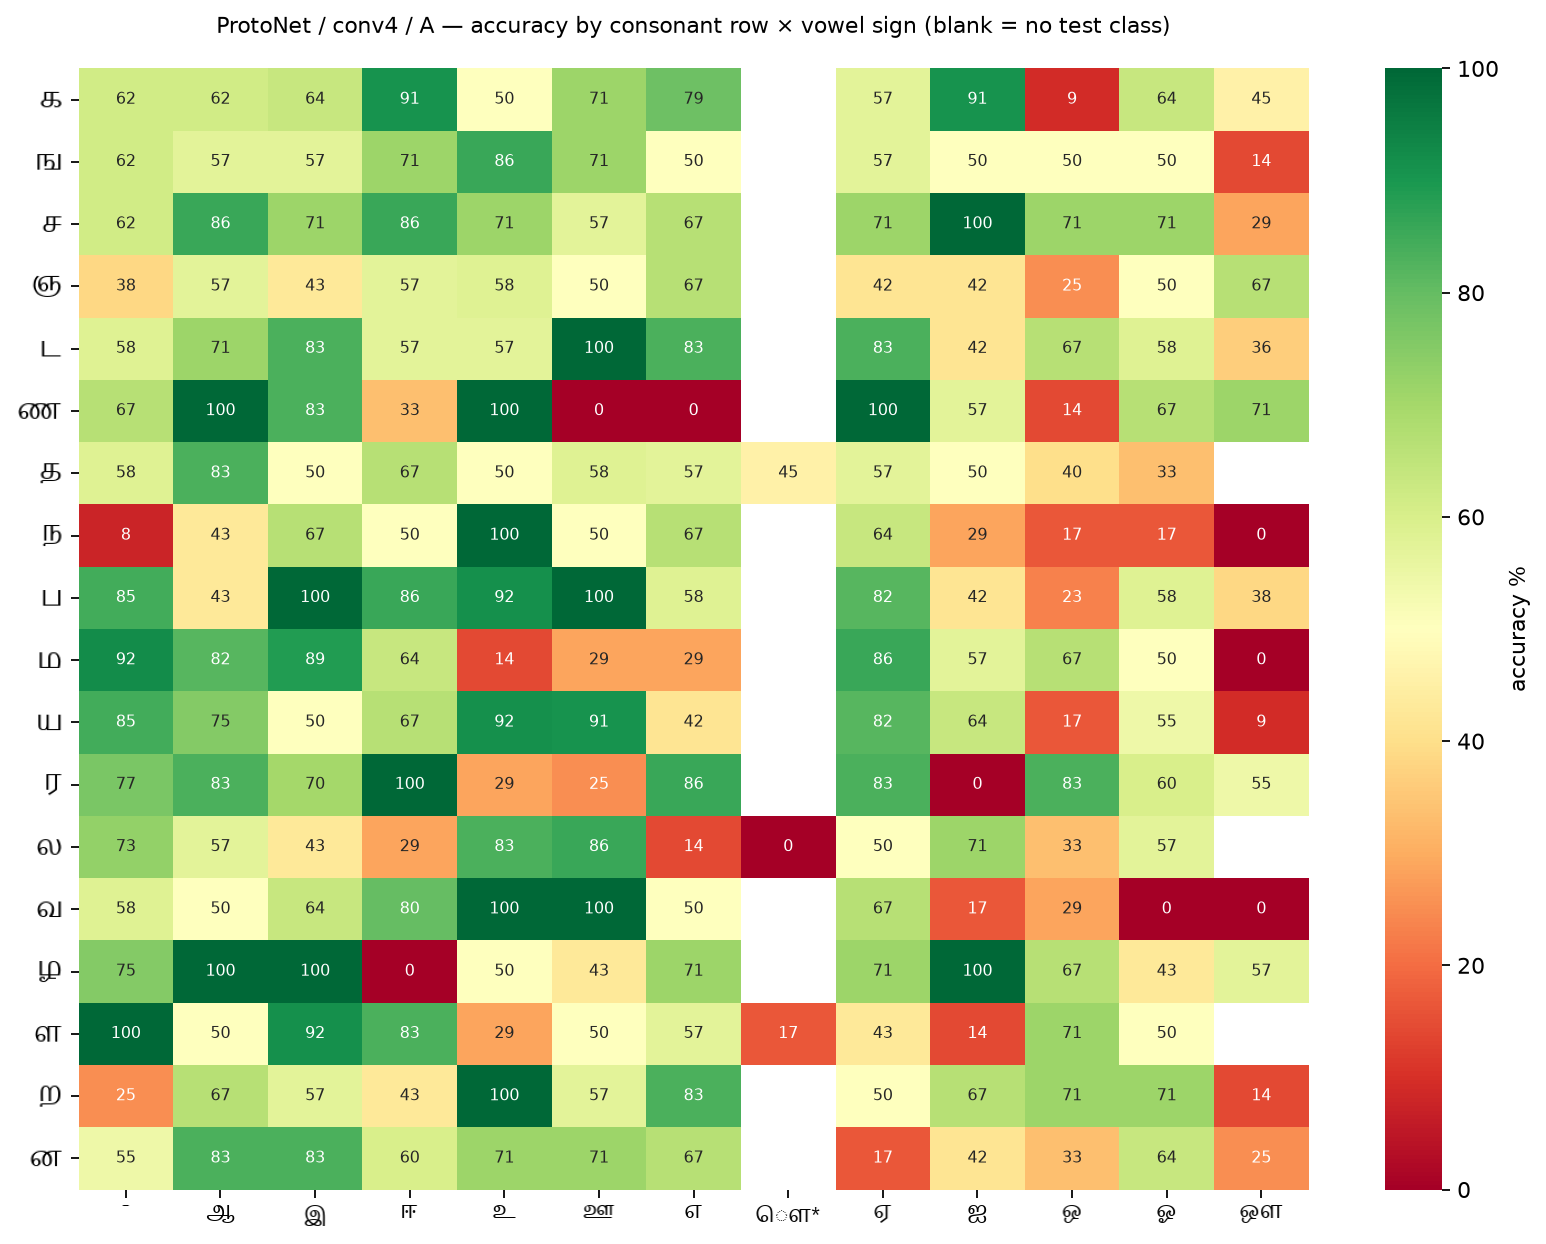 ProtoNet / conv4 / A — accuracy by consonant row × vowel sign (blank = no test class)
க 62 62 64 91 50 71 79 57 91 9 64 45
ங 62 57 57 71 86 71 50 57 50 50 50 14
ச 62 86 71 86 71 57 67 71 100 71 71 29
ஞ 38 57 43 57 58 50 67 42 42 25 50 67
ட 58 71 83 57 57 100 83 83 42 67 58 36
ண 67 100 83 33 100 0 0 100 57 14 67 71
த 58 83 50 67 50 58 57 45 57 50 40 33
ந 8 43 67 50 100 50 67 64 29 17 17 0
ப 85 43 100 86 92 100 58 82 42 23 58 38
ம 92 82 89 64 14 29 29 86 57 67 50 0
ய 85 75 50 67 92 91 42 82 64 17 55 9
ர 77 83 70 100 29 25 86 83 0 83 60 55
ல 73 57 43 29 83 86 14 0 50 71 33 57
வ 58 50 64 80 100 100 50 67 17 29 0 0
ழ 75 100 100 0 50 43 71 71 100 67 43 57
ள 100 50 92 83 29 50 57 17 43 14 71 50
ற 25 67 57 43 100 57 83 50 67 71 71 14
ன 55 83 83 60 71 71 67 17 42 33 64 25
- ஆ இ ஈ உ ஊ எ ௌ* ஏ ஐ ஒ ஓ ஔ
100
80
60
40
20
0
accuracy %